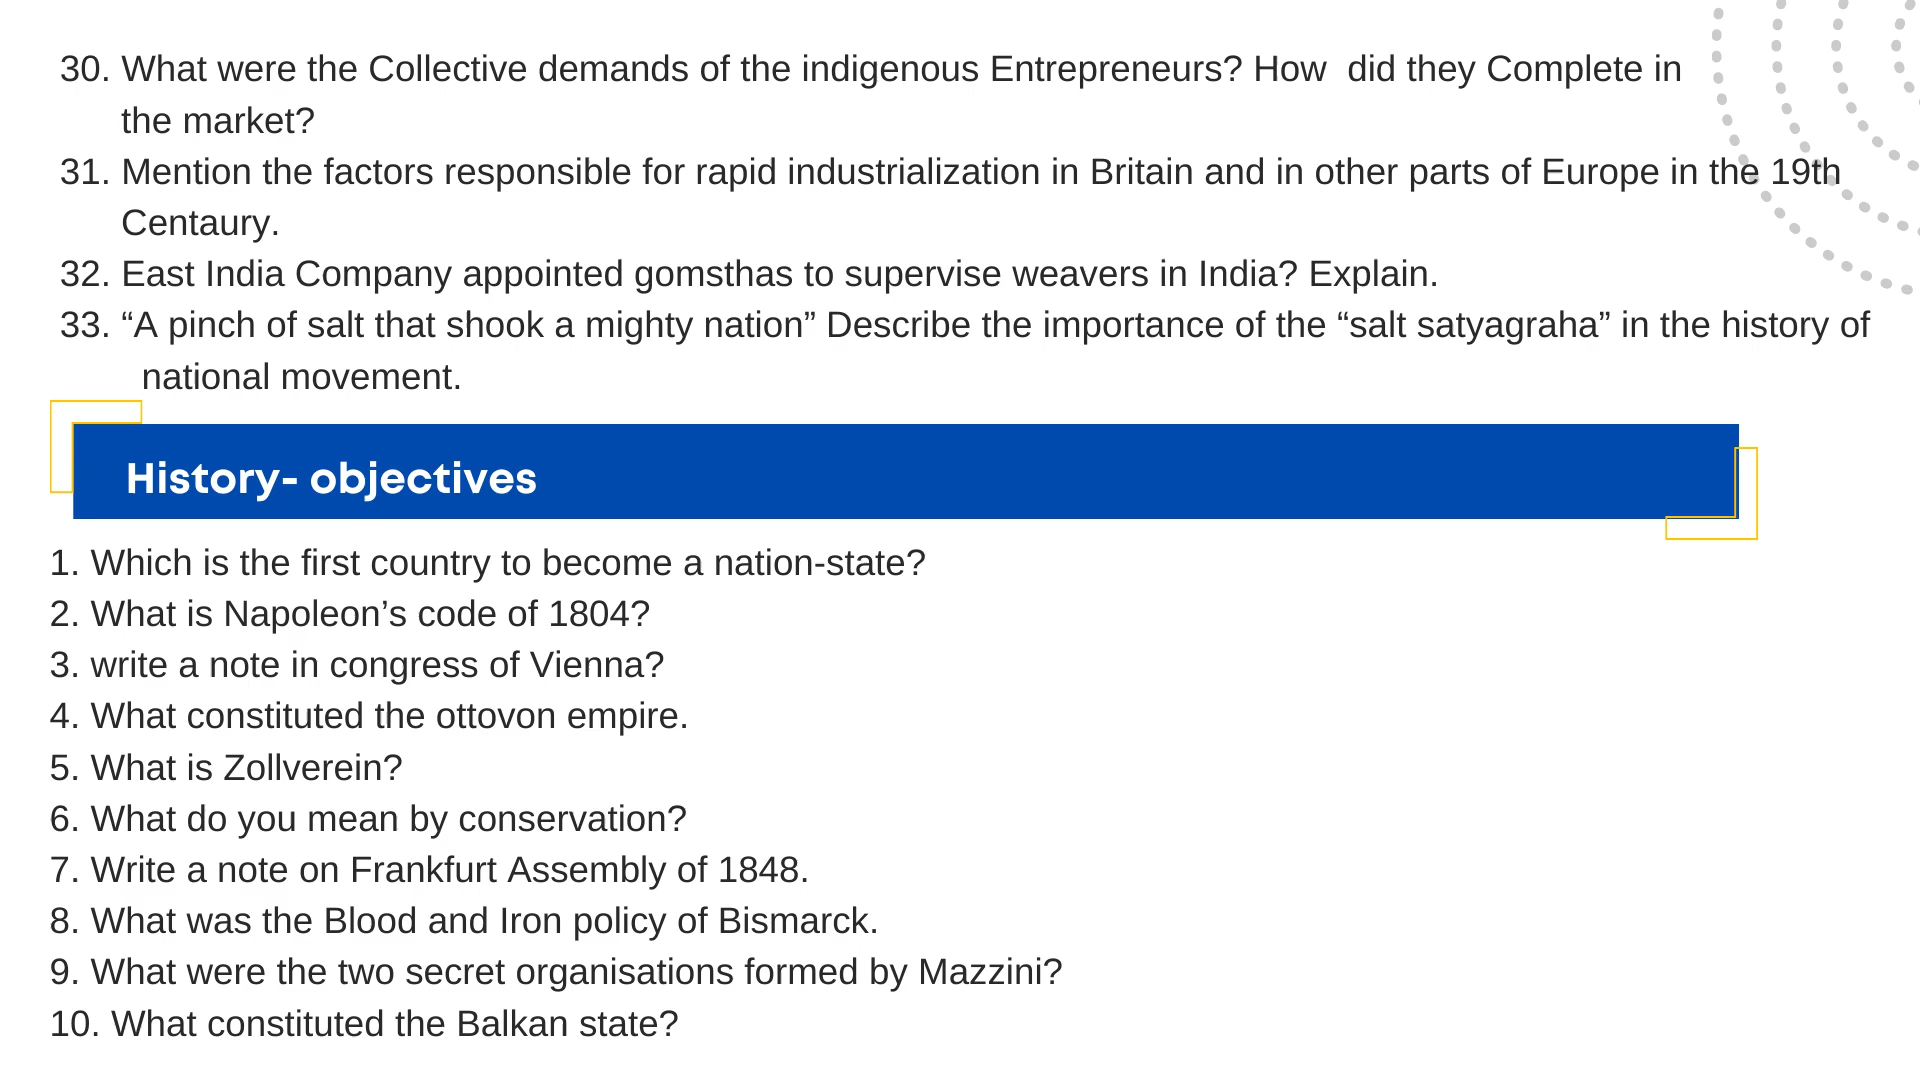 30. What were the Collective demands of the indigenous Entrepreneurs? How  did they Complete in
the market?
31. Mention the factors responsible for rapid industrialization in Britain and in other parts of Europe in the 19th
Centaury.
32. East India Company appointed gomsthas to supervise weavers in India? Explain.
33. “A pinch of salt that shook a mighty nation” Describe the importance of the “salt satyagraha” in the history of
national movement.
History- objectives
1. Which is the first country to become a nation-state?
2. What is Napoleon’s code of 1804?
3. write a note in congress of Vienna?
4. What constituted the ottovon empire.
5. What is Zollverein?
6. What do you mean by conservation?
7. Write a note on Frankfurt Assembly of 1848.
8. What was the Blood and Iron policy of Bismarck.
9. What were the two secret organisations formed by Mazzini?
10. What constituted the Balkan state?